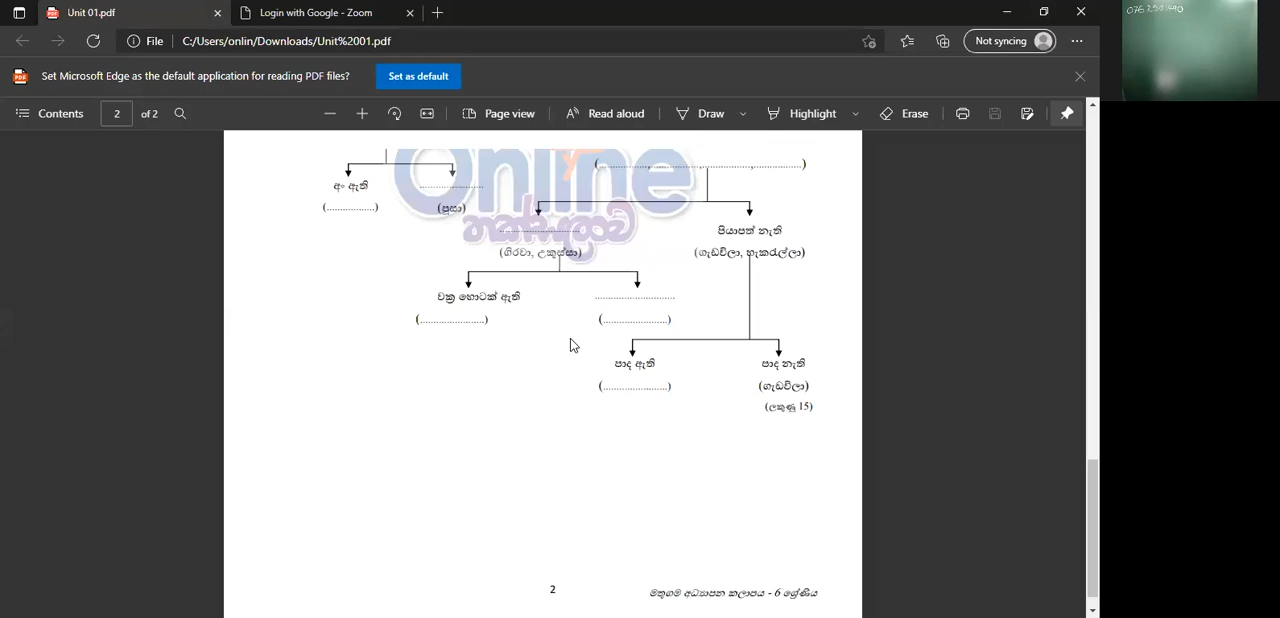 Unit 01.pdf
Login with Google - Zoom
File C:/Users/onlin/Downloads/Unit%2001.pdf
Not syncing
Set Microsoft Edge as the default application for reading PDF files?
Set as default
Contents
2
of 2
Page view
Read aloud
Draw
Highlight
Erase
Online
(..................,..................,..................,..................)
අං ඇති
......................
(..................)
(පූසා)
පියාපත් නැති
............................
(ගිරවා, උකුස්සා)
(ගැඩවිලා, හැකරැල්ලා)
වක්‍ර හොටක් ඇති
............................
(......................)
(......................)
පාද ඇති
පාද නැති
(......................)
(ගැඩවිලා)
(ලකුණු 15)
2
මතුගම අධ්‍යාපන කලාපය - 6 ශ්‍රේණිය